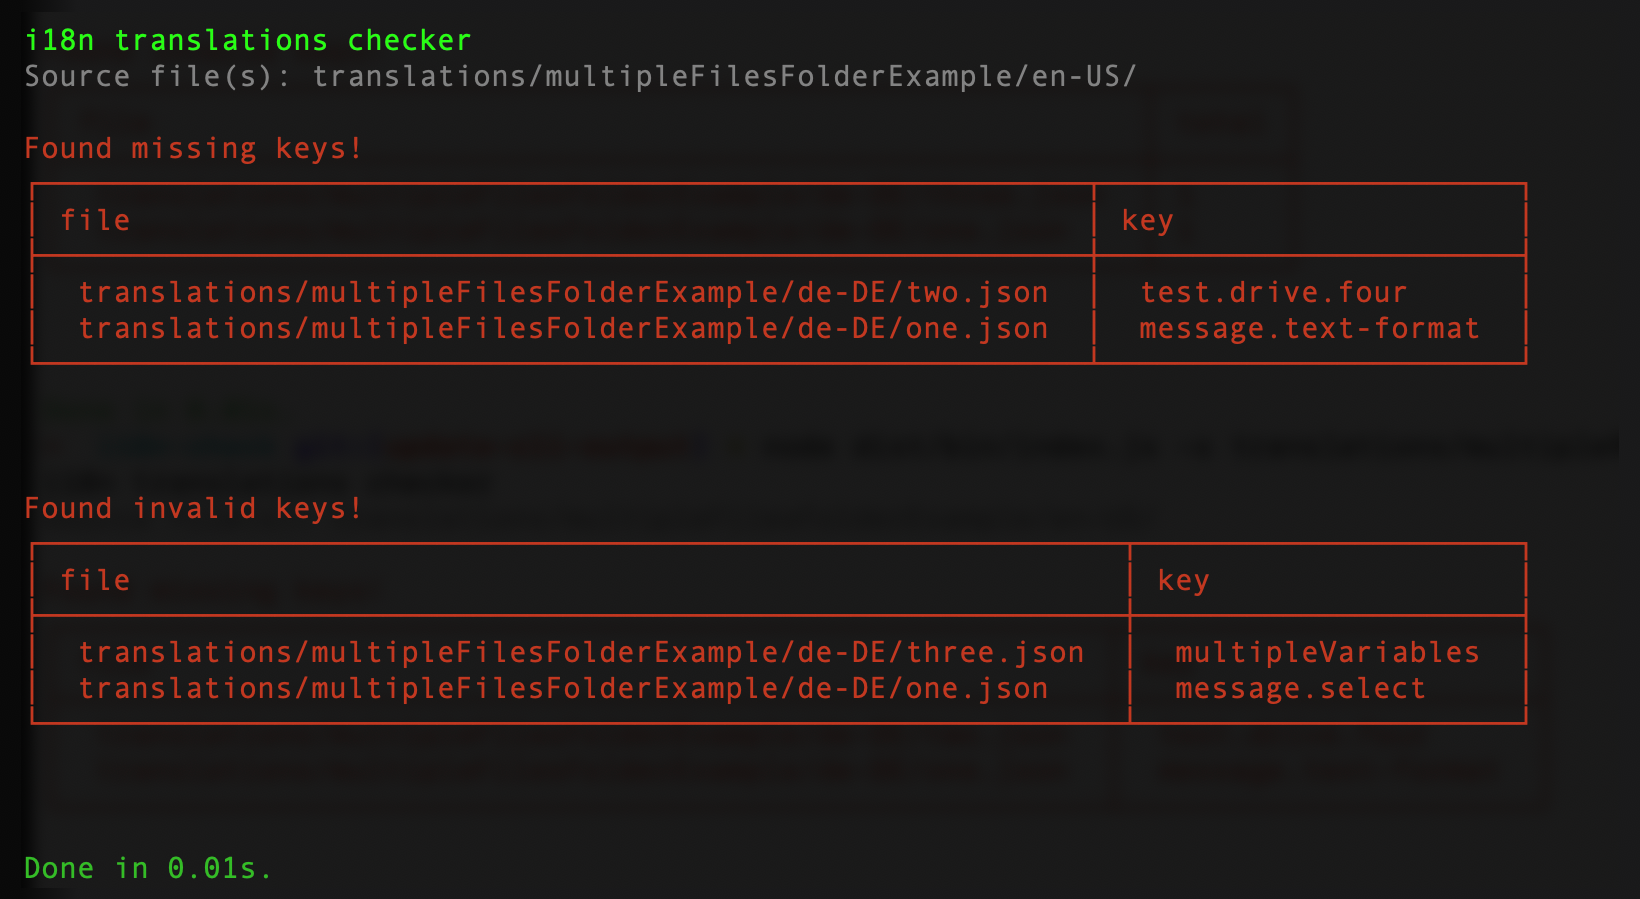 i18n translations checker
Source file(s): translations/multipleFilesFolderExample/en-US/
Found missing keys!
file key
translations/multipleFilesFolderExample/de-DE/two.json test.drive.four
translations/multipleFilesFolderExample/de-DE/one.json message.text-format
Found invalid keys!
file key
translations/multipleFilesFolderExample/de-DE/three.json multipleVariables
translations/multipleFilesFolderExample/de-DE/one.json message.select
Done in 0.01s.